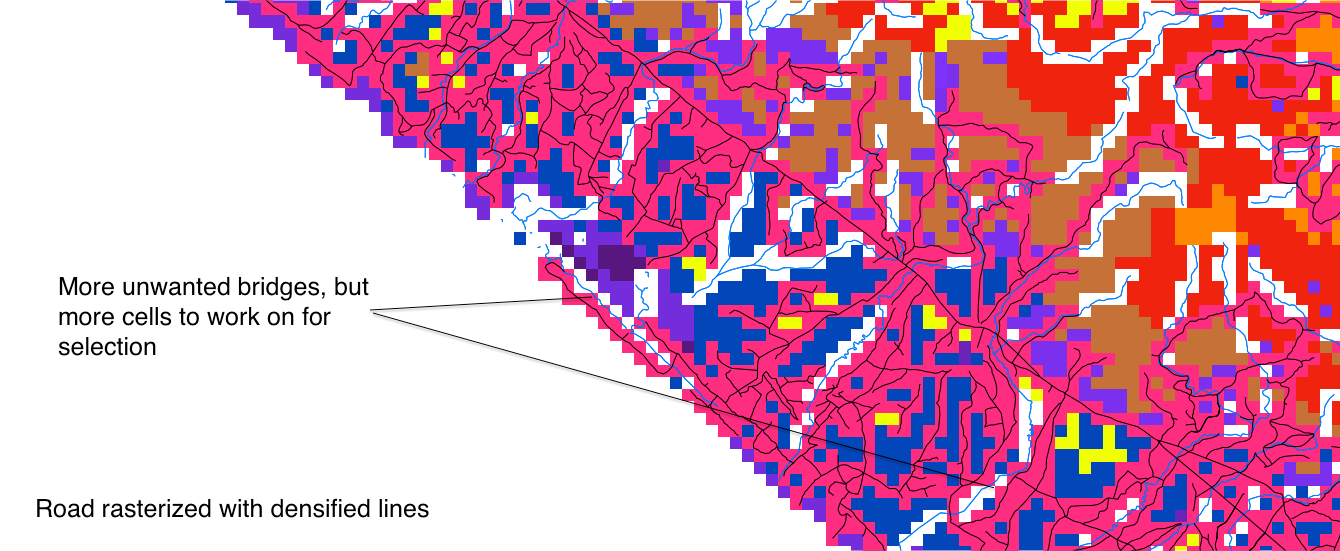 More unwanted bridges, but
more cells to work on for
selection
Road rasterized with densified lines